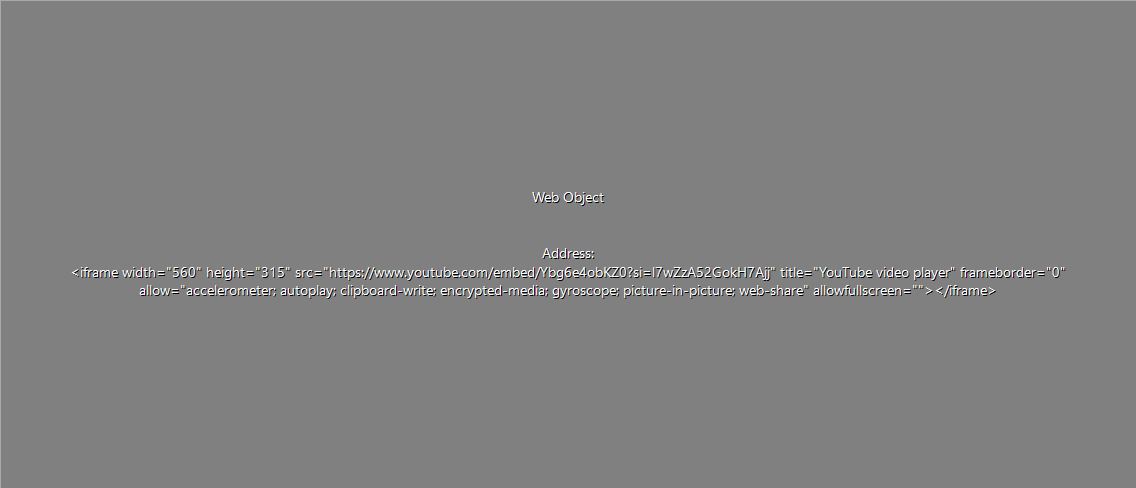 Web Object
Address:
<iframe width="560" height="315" src="https://www.youtube.com/embed/Ybg6e4obKZ0?si=I7wZzA52GokH7Ajj" title="YouTube video player" frameborder="0"
allow="accelerometer; autoplay; clipboard-write; encrypted-media; gyroscope; picture-in-picture; web-share" allowfullscreen=""></iframe>